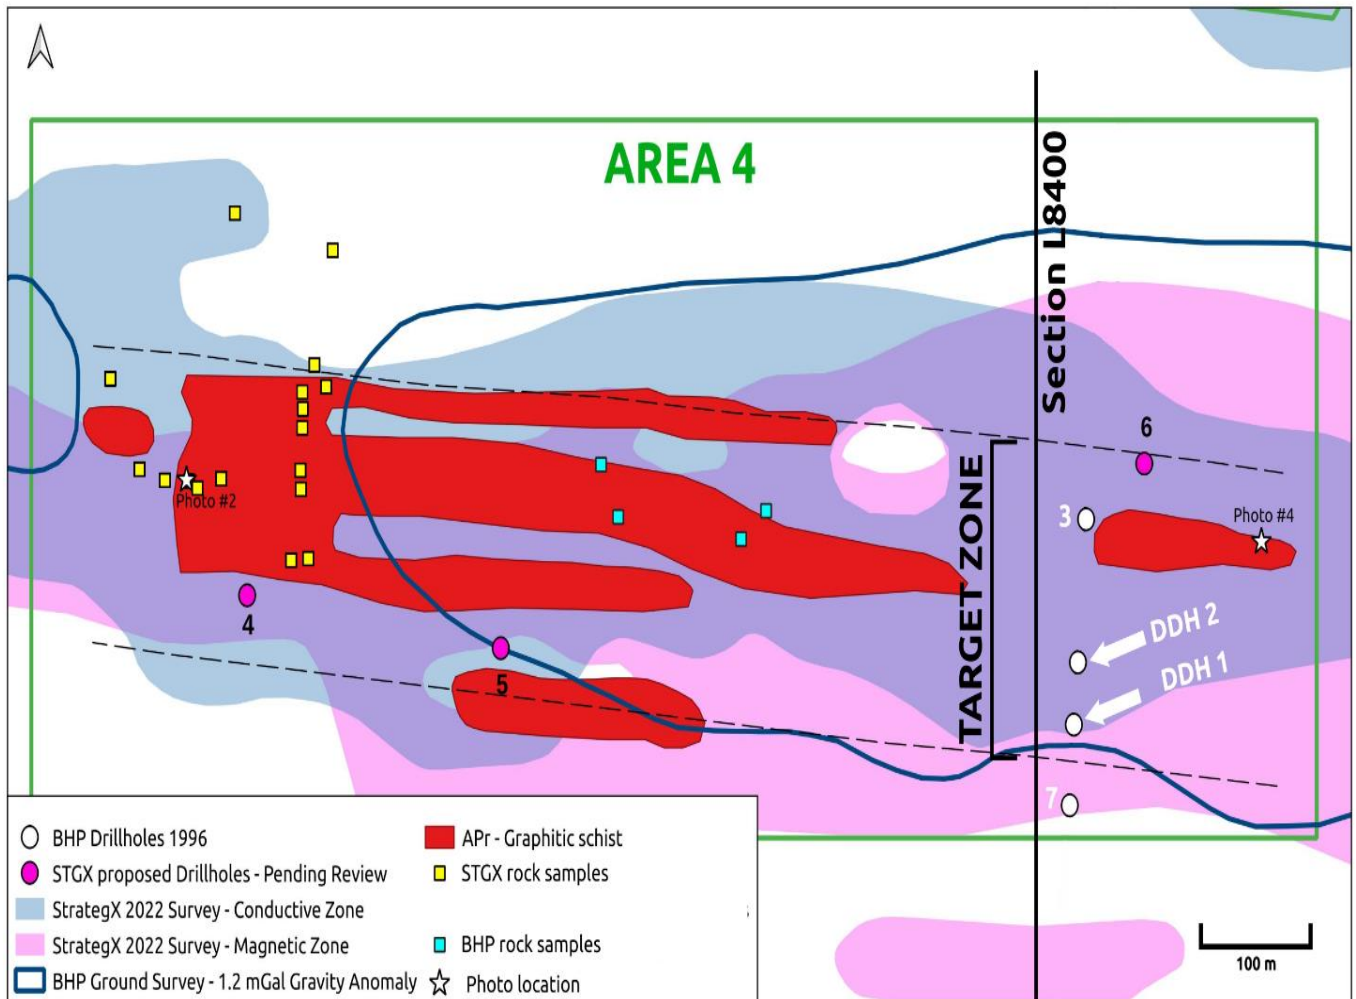 AREA 4
Section L8400
6
3
Photo #4
Photo #2
4
5
TARGET ZONE
DDH 2
DDH 1
7
BHP Drillholes 1996
STGX proposed Drillholes - Pending Review
StrategX 2022 Survey - Conductive Zone
StrategX 2022 Survey - Magnetic Zone
BHP Ground Survey - 1.2 mGal Gravity Anomaly
APr - Graphitic schist
STGX rock samples
BHP rock samples
Photo location
100 m